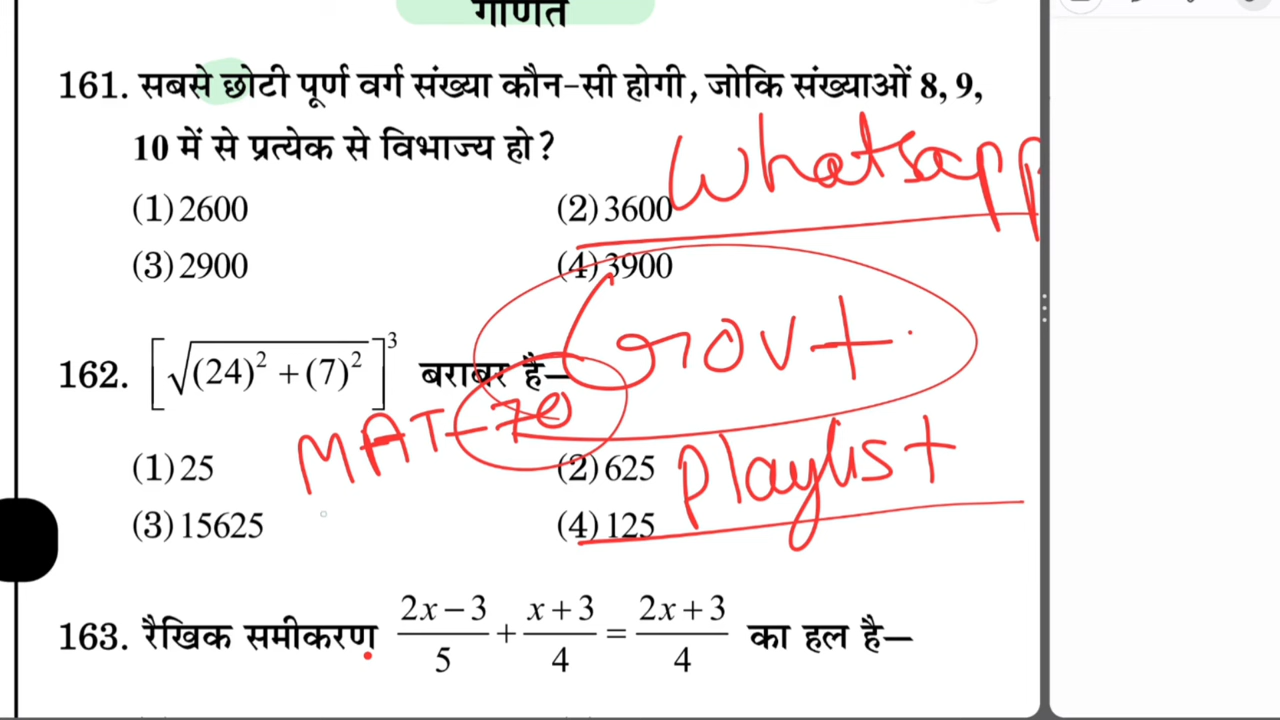 गणित
161. सबसे छोटी पूर्ण वर्ग संख्या कौन-सी होगी, जोकि संख्याओं 8, 9,
10 में से प्रत्येक से विभाज्य हो?
Whatsapp
(1) 2600 (2) 3600
(3) 2900 (4) 3900
Govt
162. [√((24)² + (7)²)]³ बराबर है—
MAT-70
(1) 25 (2) 625
Playlist
(3) 15625 (4) 125
163. रैखिक समीकरण (2x − 3)/5 + (x + 3)/4 = (2x + 3)/4 का हल है—